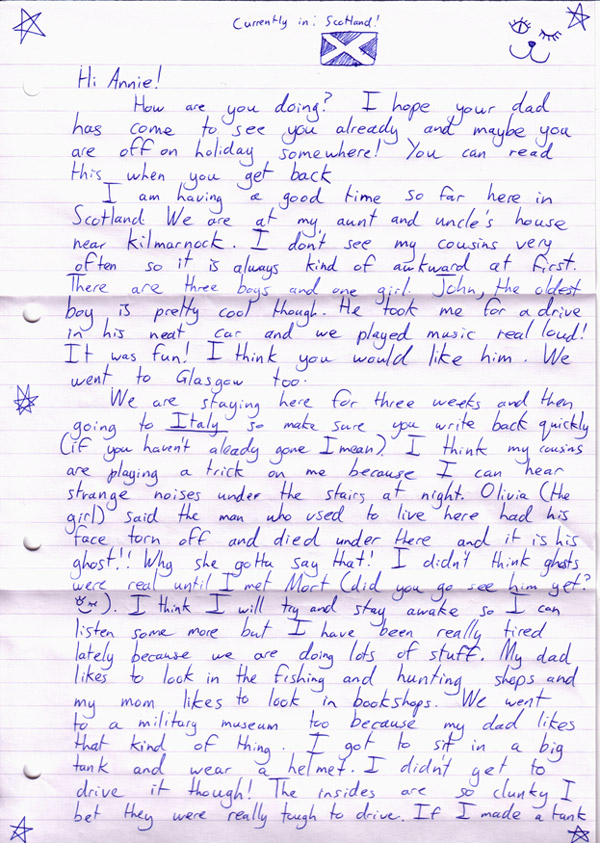 Currently in: Scotland!
Hi Annie!
How are you doing? I hope your dad
has come to see you already and maybe you
are off on holiday somewhere! You can read
this when you get back
I am having a good time so far here in
Scotland. We are at my aunt and uncle's house
near Kilmarnock. I don't see my cousins very
often so it is always kind of awkward at first.
There are three boys and one girl. John, the oldest
boy is pretty cool though. He took me for a drive
in his neat car and we played music real loud!
It was fun! I think you would like him. We
went to Glasgow too.
We are staying here for three weeks and then
going to Italy so make sure you write back quickly
(if you haven't already gone I mean). I think my cousins
are playing a trick on me because I can hear
strange noises under the stairs at night. Olivia (the
girl) said the man who used to live here had his
face torn off and died under there and it is his
ghost!! Why she gotta say that! I didn't think ghosts
were real until I met Mort (did you go see him yet?
). I think I will try and stay awake so I can
listen some more but I have been really tired
lately because we are doing lots of stuff. My dad
likes to look in the fishing and hunting shops and
my mom likes to look in bookshops. We went
to a military museum too because my dad likes
that kind of thing. I got to sit in a big
tank and wear a helmet. I didn't get to
drive it though! The insides are so clunky I
bet they were really tough to drive. If I made a tank